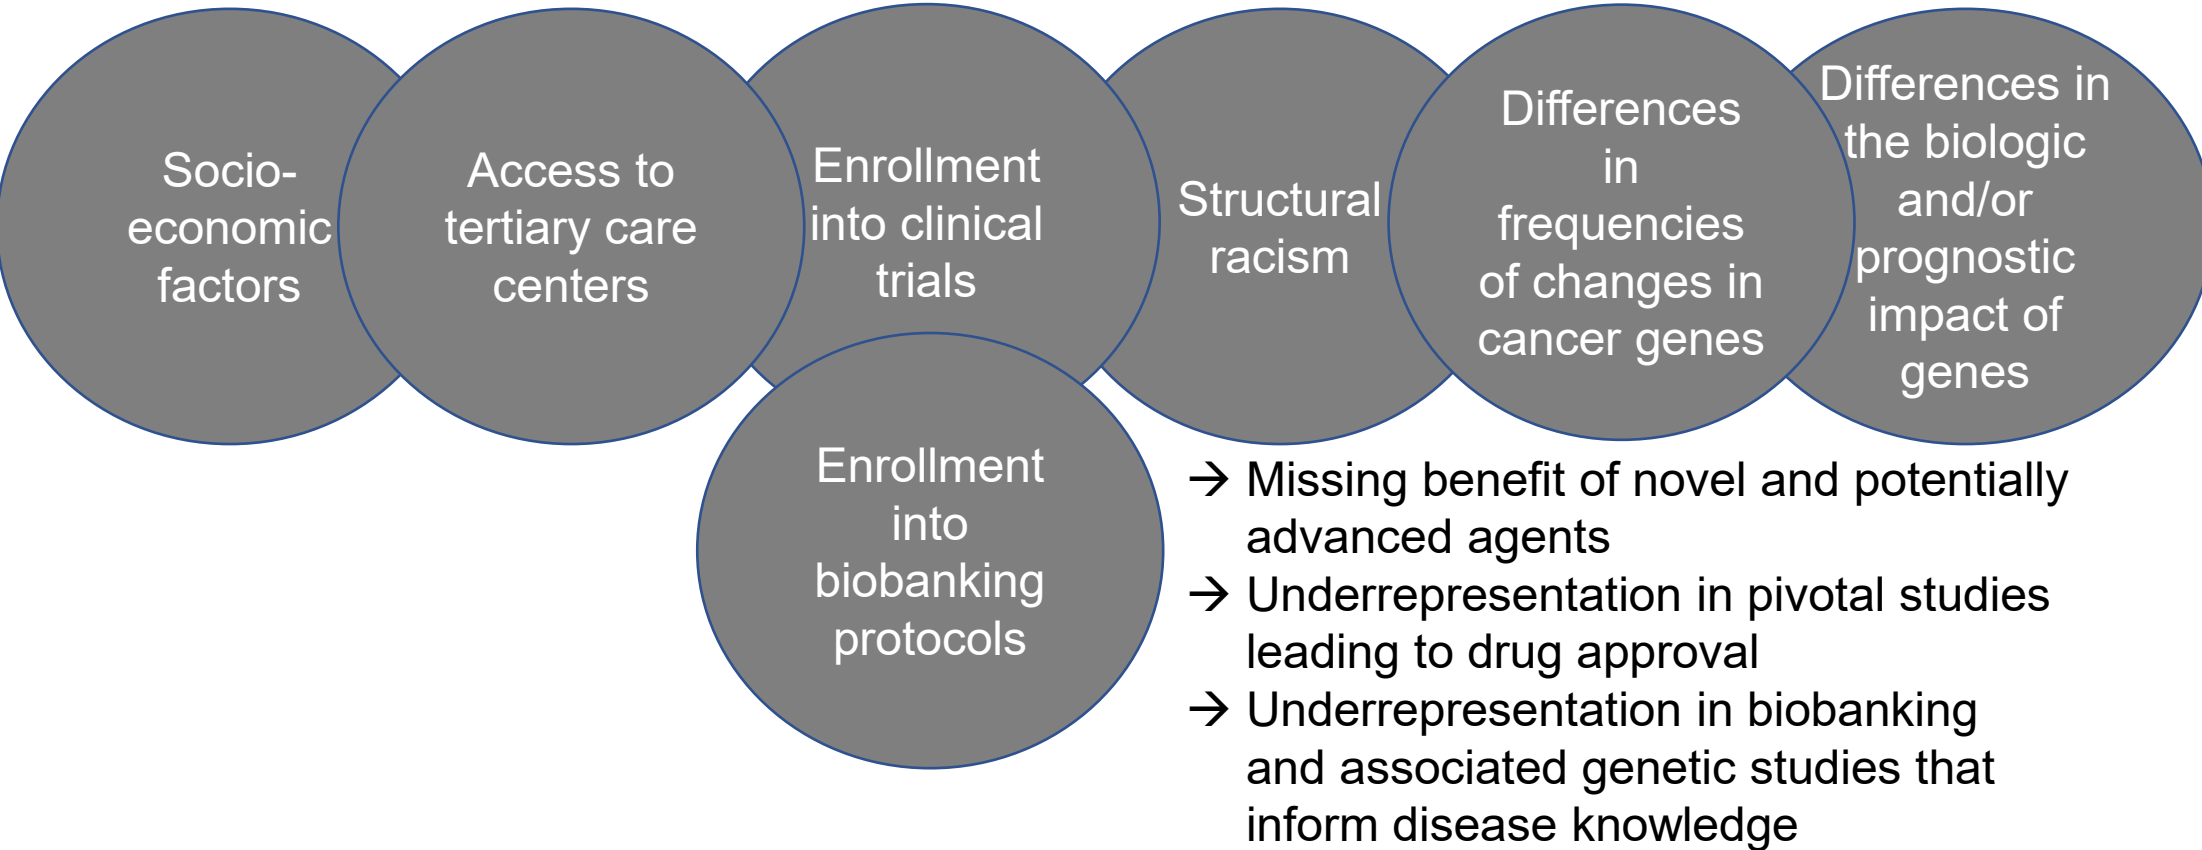 Socio-
economic
factors
Access to
tertiary care
centers
Enrollment
into clinical
trials
Structural
racism
Differences
in
frequencies
of changes in
cancer genes
Differences in
the biologic
and/or
prognostic
impact of
genes
Enrollment
into
biobanking
protocols
→ Missing benefit of novel and potentially
advanced agents
→ Underrepresentation in pivotal studies
leading to drug approval
→ Underrepresentation in biobanking
and associated genetic studies that
inform disease knowledge